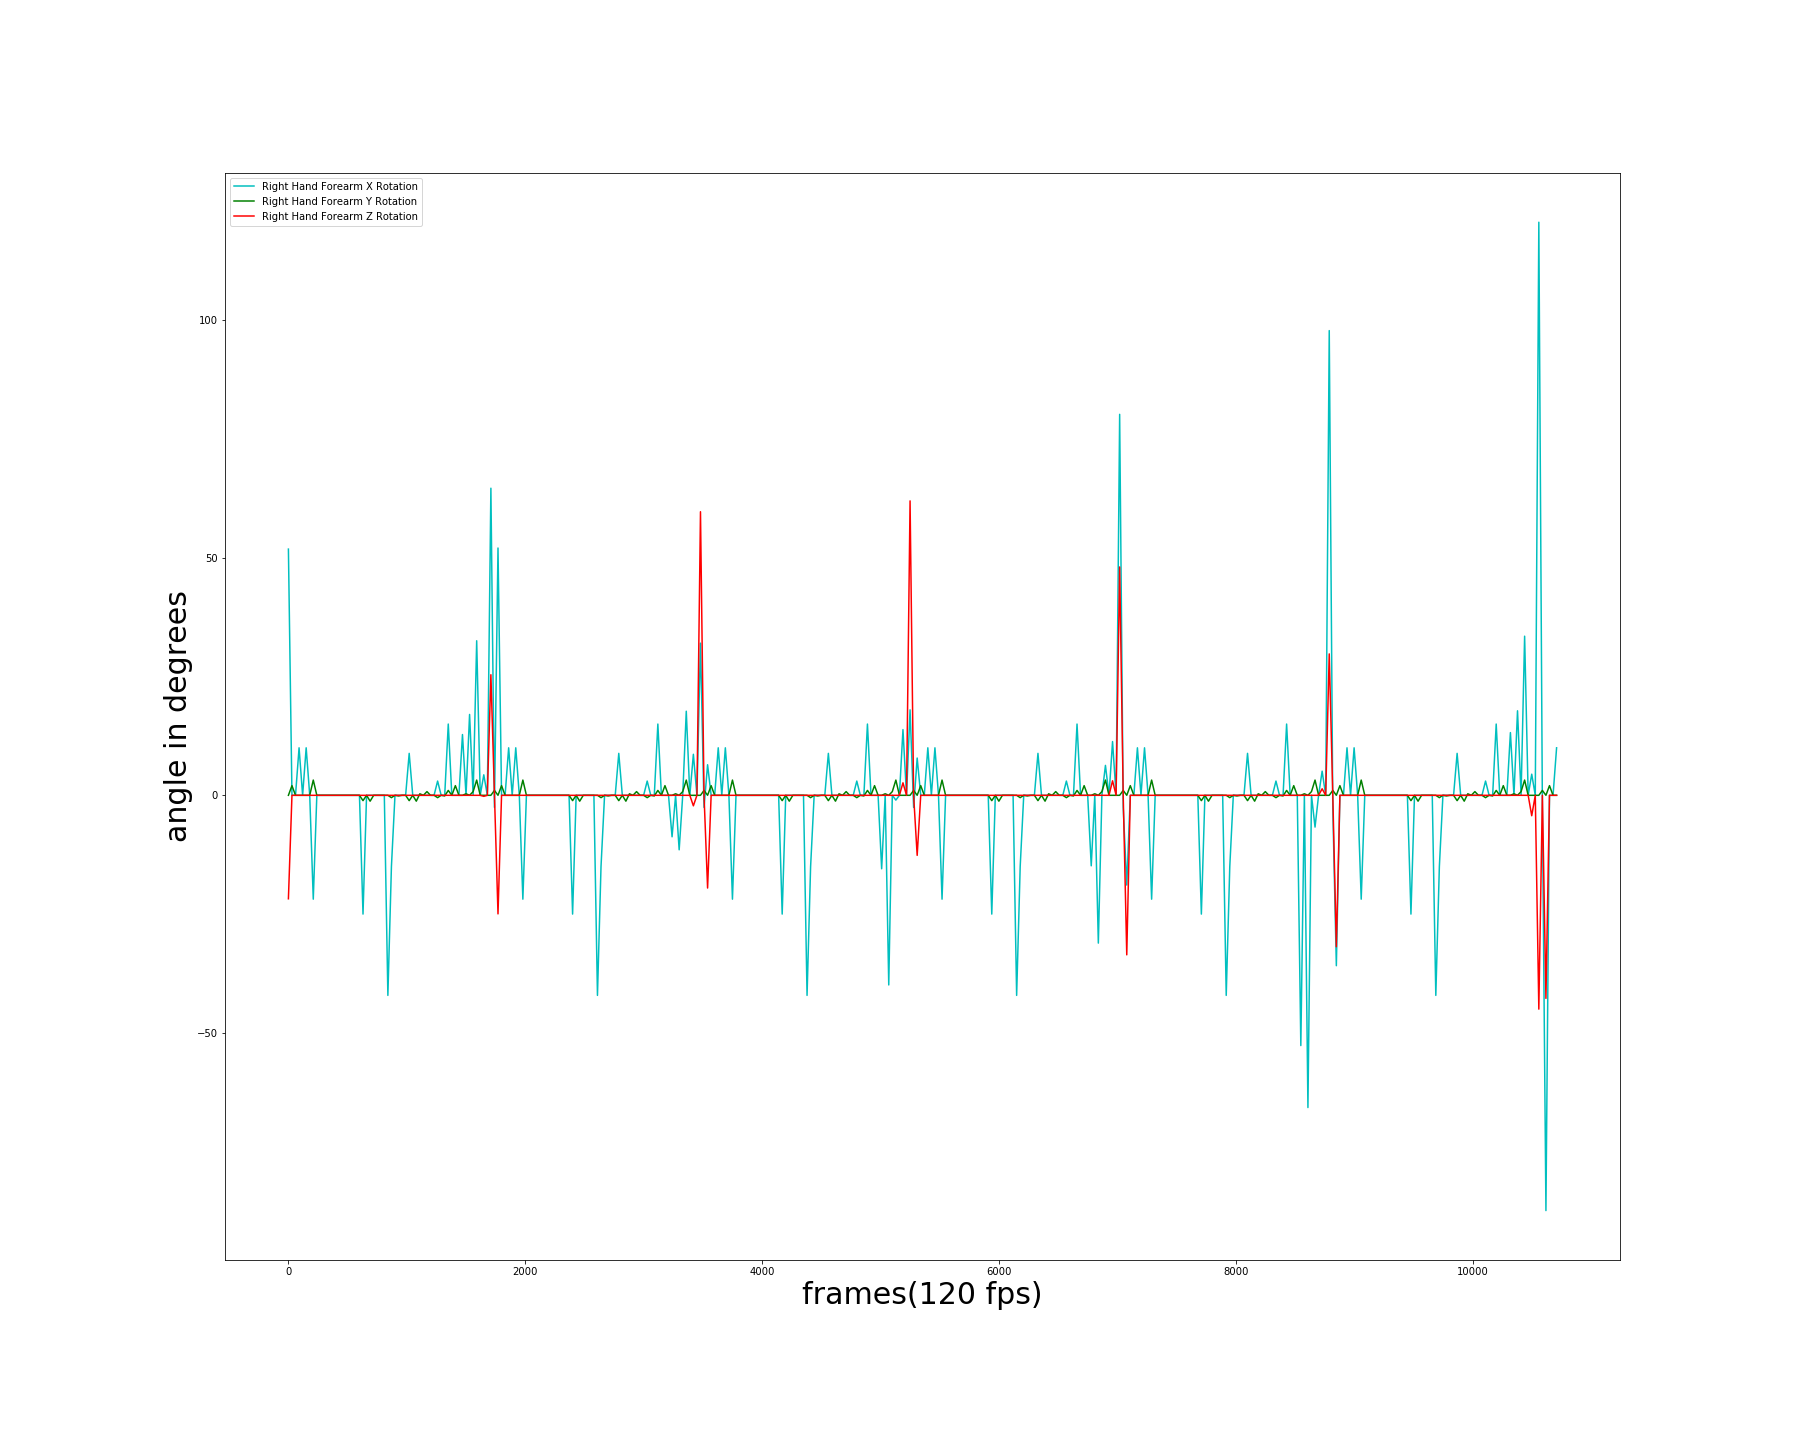 Right Hand Forearm X Rotation
Right Hand Forearm Y Rotation
Right Hand Forearm Z Rotation
100
50
0
−50
angle in degrees
0 2000 4000 6000 8000 10000
frames(120 fps)